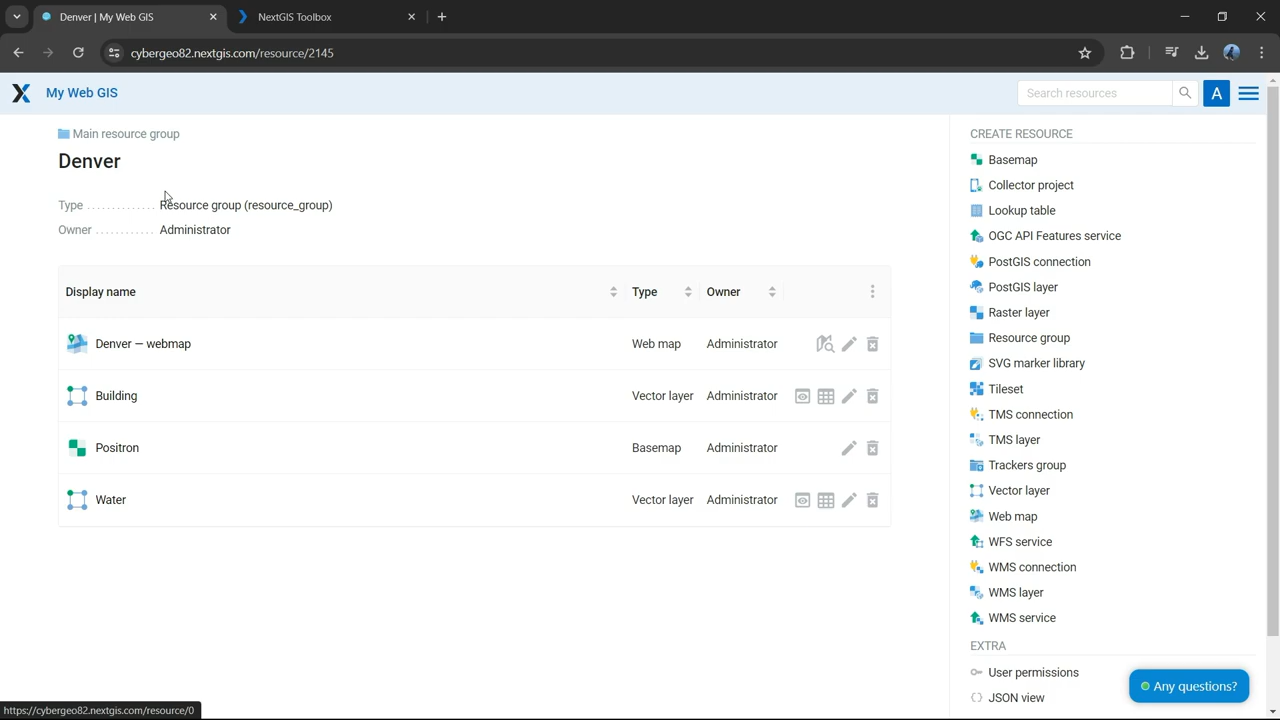 Denver | My Web GIS
NextGIS Toolbox
cybergeo82.nextgis.com/resource/2145
My Web GIS
Search resources
A
Main resource group
Denver
Type ............. Resource group (resource_group)
Owner ........... Administrator
Display name Type Owner
Denver — webmap Web map Administrator
Building Vector layer Administrator
Positron Basemap Administrator
Water Vector layer Administrator
CREATE RESOURCE
Basemap
Collector project
Lookup table
OGC API Features service
PostGIS connection
PostGIS layer
Raster layer
Resource group
SVG marker library
Tileset
TMS connection
TMS layer
Trackers group
Vector layer
Web map
WFS service
WMS connection
WMS layer
WMS service
EXTRA
User permissions
JSON view
Any questions?
https://cybergeo82.nextgis.com/resource/0